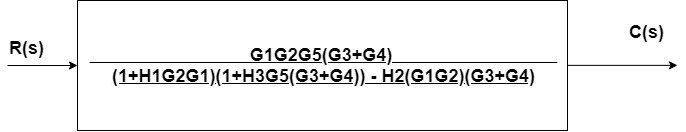 R(s)
C(s)
G1G2G5(G3+G4)
(1+H1G2G1)(1+H3G5(G3+G4)) - H2(G1G2)(G3+G4)